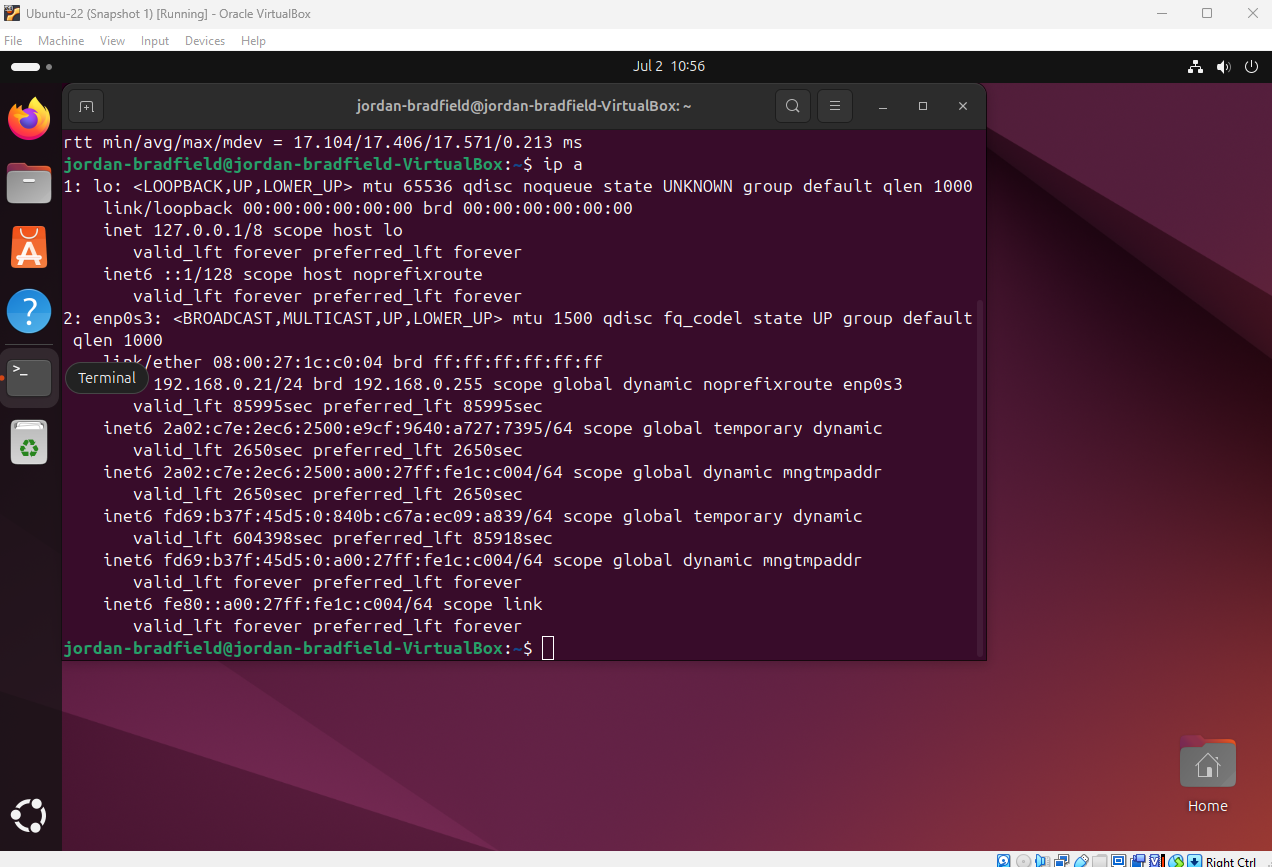 Ubuntu-22 (Snapshot 1) [Running] - Oracle VirtualBox
File Machine View Input Devices Help
Jul 2 10:56
jordan-bradfield@jordan-bradfield-VirtualBox: ~
rtt min/avg/max/mdev = 17.104/17.406/17.571/0.213 ms
jordan-bradfield@jordan-bradfield-VirtualBox:~$ ip a
1: lo: <LOOPBACK,UP,LOWER_UP> mtu 65536 qdisc noqueue state UNKNOWN group default qlen 1000
link/loopback 00:00:00:00:00:00 brd 00:00:00:00:00:00
inet 127.0.0.1/8 scope host lo
valid_lft forever preferred_lft forever
inet6 ::1/128 scope host noprefixroute
valid_lft forever preferred_lft forever
2: enp0s3: <BROADCAST,MULTICAST,UP,LOWER_UP> mtu 1500 qdisc fq_codel state UP group default
qlen 1000
link/ether 08:00:27:1c:c0:04 brd ff:ff:ff:ff:ff:ff
Terminal
192.168.0.21/24 brd 192.168.0.255 scope global dynamic noprefixroute enp0s3
valid_lft 85995sec preferred_lft 85995sec
inet6 2a02:c7e:2ec6:2500:e9cf:9640:a727:7395/64 scope global temporary dynamic
valid_lft 2650sec preferred_lft 2650sec
inet6 2a02:c7e:2ec6:2500:a00:27ff:fe1c:c004/64 scope global dynamic mngtmpaddr
valid_lft 2650sec preferred_lft 2650sec
inet6 fd69:b37f:45d5:0:840b:c67a:ec09:a839/64 scope global temporary dynamic
valid_lft 604398sec preferred_lft 85918sec
inet6 fd69:b37f:45d5:0:a00:27ff:fe1c:c004/64 scope global dynamic mngtmpaddr
valid_lft forever preferred_lft forever
inet6 fe80::a00:27ff:fe1c:c004/64 scope link
valid_lft forever preferred_lft forever
jordan-bradfield@jordan-bradfield-VirtualBox:~$
Home
Right Ctrl